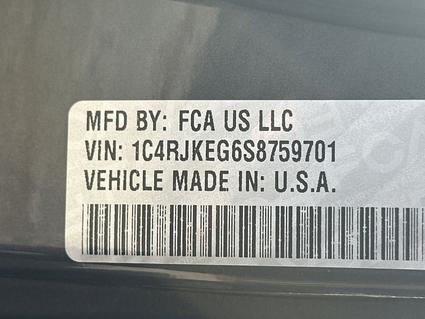 MFD BY: FCA US LLC
VIN: 1C4RJKEG6S8759701
VEHICLE MADE IN: U.S.A.